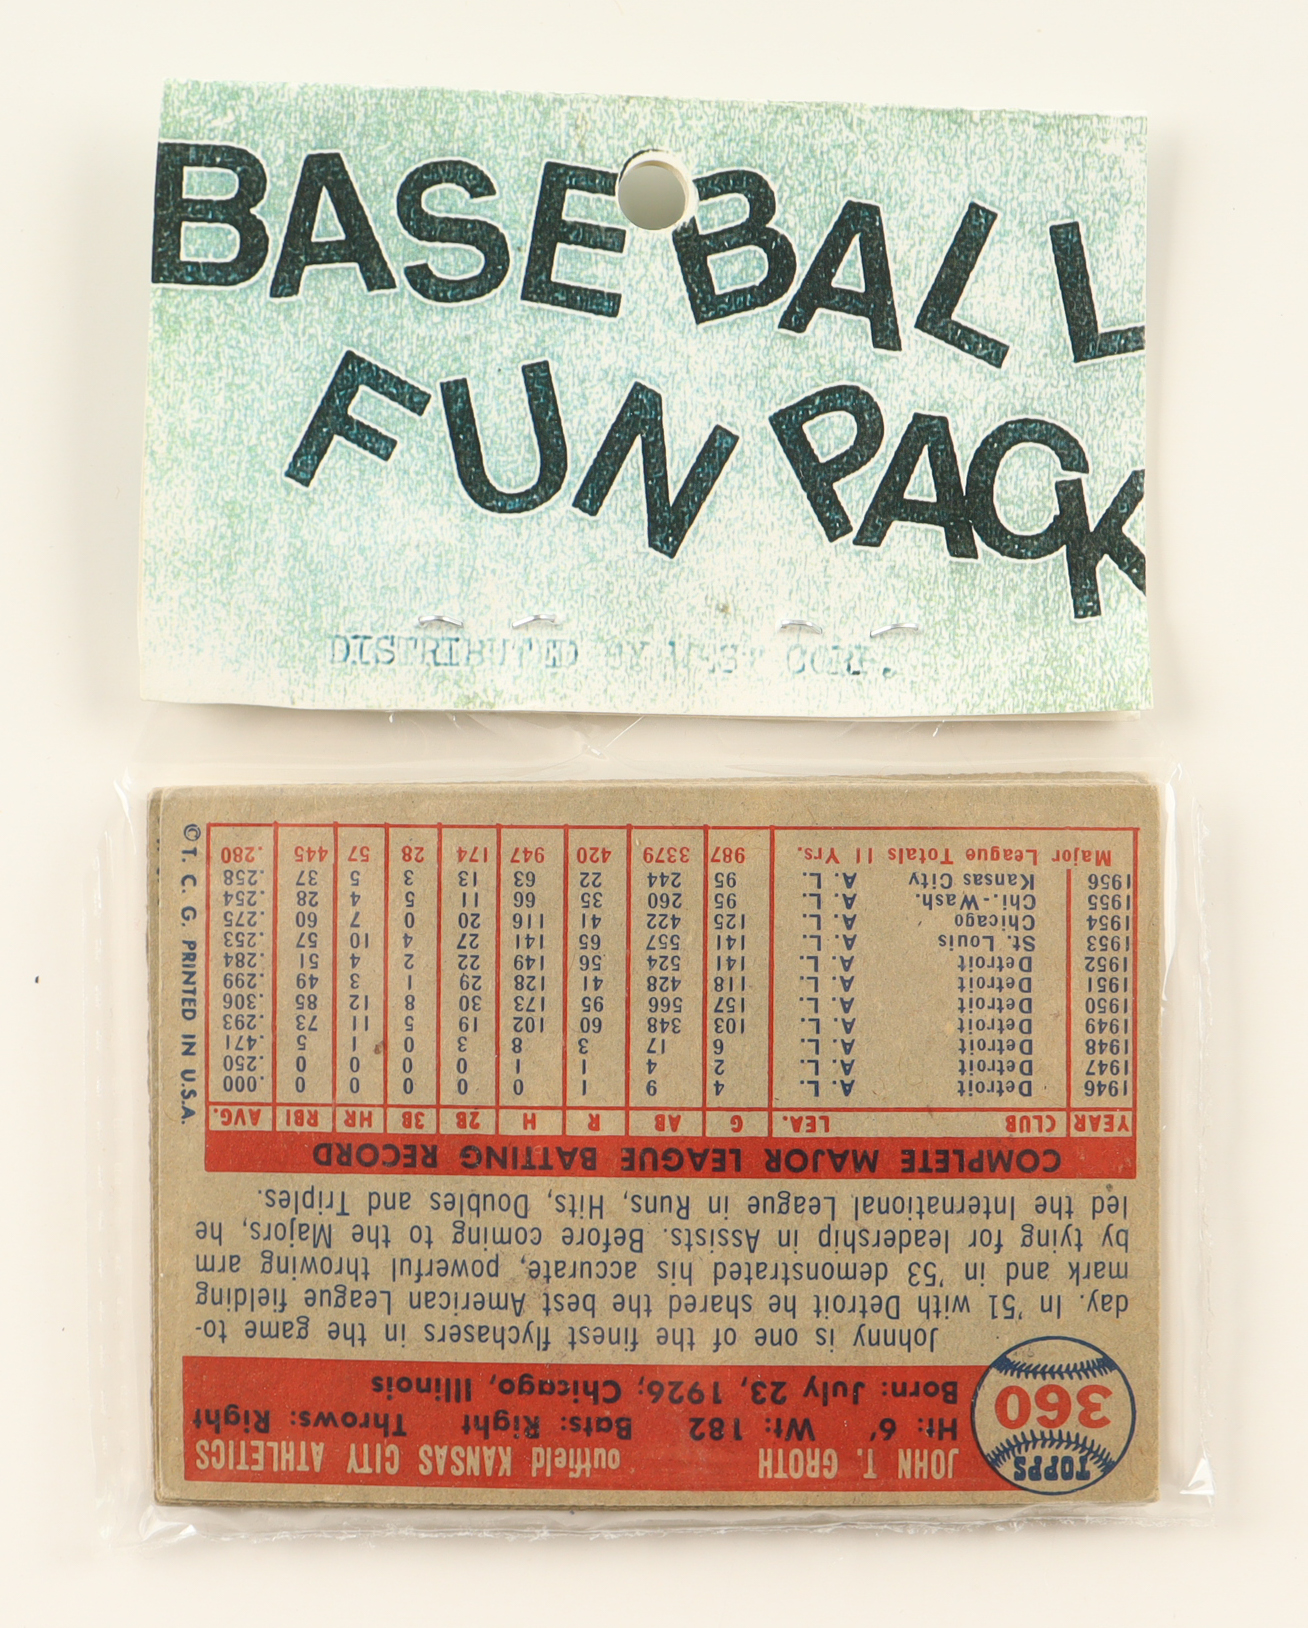 BASEBALL
FUN PACK
DISTRIBUTED BY WEST CORP.
TOPPS
360
JOHN T. GROTH outfield KANSAS CITY ATHLETICS
Ht: 6' Wt: 182 Bats: Right Throws: Right
Born: July 23, 1926; Chicago, Illinois
Johnny is one of the finest flychasers in the game to-
day. In '51 with Detroit he shared the best American League fielding
mark and in '53 demonstrated his accurate, powerful throwing arm
by tying for leadership in Assists. Before coming to the Majors, he
led the International League in Runs, Hits, Doubles and Triples.
COMPLETE MAJOR LEAGUE BATTING RECORD
YEAR CLUB LEA. G AB R H 2B 3B HR RBI AVG.
1946 Detroit A. L. 4 9 1 0 0 0 0 0 .000
1947 Detroit A. L. 2 4 1 1 0 0 0 0 .250
1948 Detroit A. L. 6 17 3 8 3 0 1 5 .471
1949 Detroit A. L. 103 348 60 102 19 5 11 73 .293
1950 Detroit A. L. 157 566 95 173 30 8 12 85 .306
1951 Detroit A. L. 118 428 41 128 29 1 3 49 .299
1952 Detroit A. L. 141 524 56 149 22 2 4 51 .284
1953 St. Louis A. L. 141 557 65 141 27 4 10 57 .253
1954 Chicago A. L. 125 422 41 116 20 0 7 60 .275
1955 Chi.-Wash. A. L. 95 260 35 66 11 5 4 28 .254
1956 Kansas City A. L. 95 244 22 63 13 3 5 37 .258
Major League Totals 11 Yrs. 987 3379 420 947 174 28 57 445 .280
©T. C. G. PRINTED IN U.S.A.